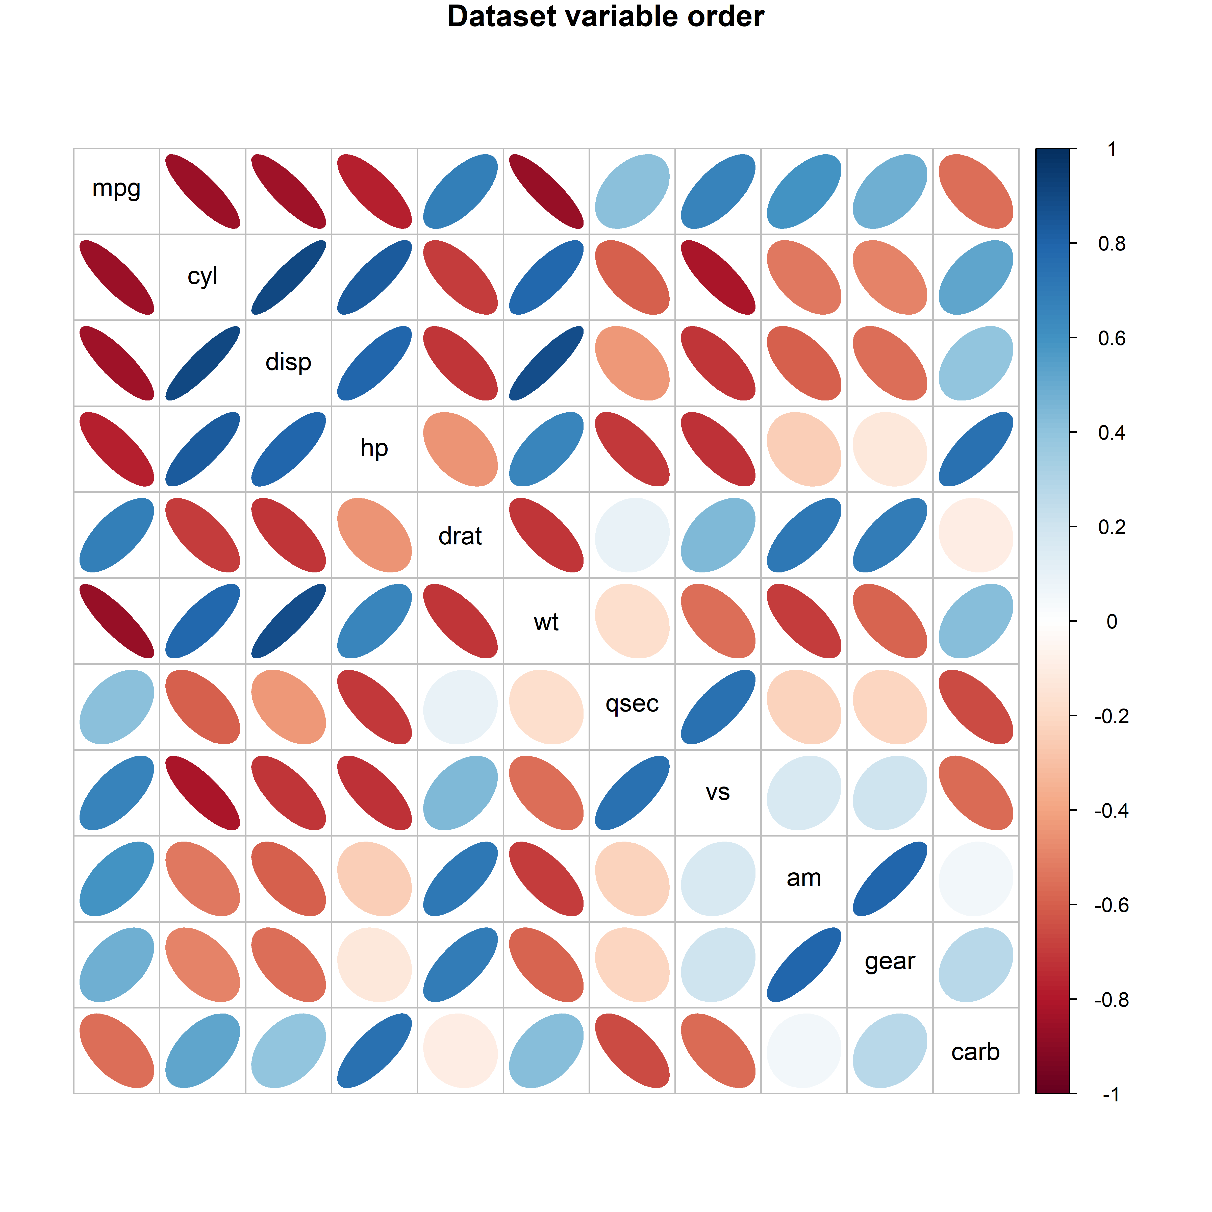 Dataset variable order
mpg
cyl
disp
hp
drat
wt
qsec
vs
am
gear
carb
1
0.8
0.6
0.4
0.2
0
-0.2
-0.4
-0.6
-0.8
-1